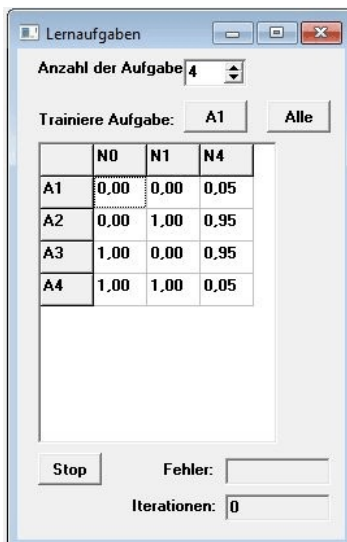 Lernaufgaben
Anzahl der Aufgabe 4
Trainiere Aufgabe: A1 Alle
N0 N1 N4
A1 0,00 0,00 0,05
A2 0,00 1,00 0,95
A3 1,00 0,00 0,95
A4 1,00 1,00 0,05
Stop Fehler:
Iterationen: 0